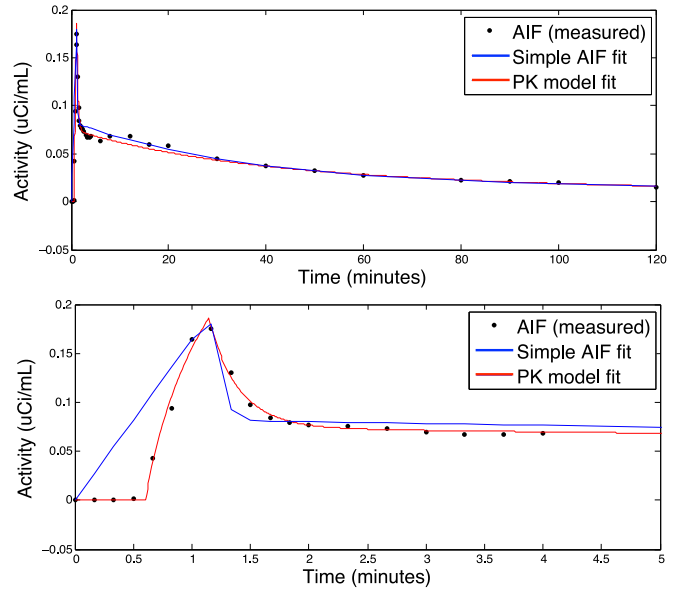 0.2
0.15
0.1
0.05
0
−0.05
Activity (uCi/mL)
AIF (measured)
Simple AIF fit
PK model fit
0 20 40 60 80 100 120
Time (minutes)
0.2
0.15
0.1
0.05
0
−0.05
Activity (uCi/mL)
AIF (measured)
Simple AIF fit
PK model fit
0 0.5 1 1.5 2 2.5 3 3.5 4 4.5 5
Time (minutes)